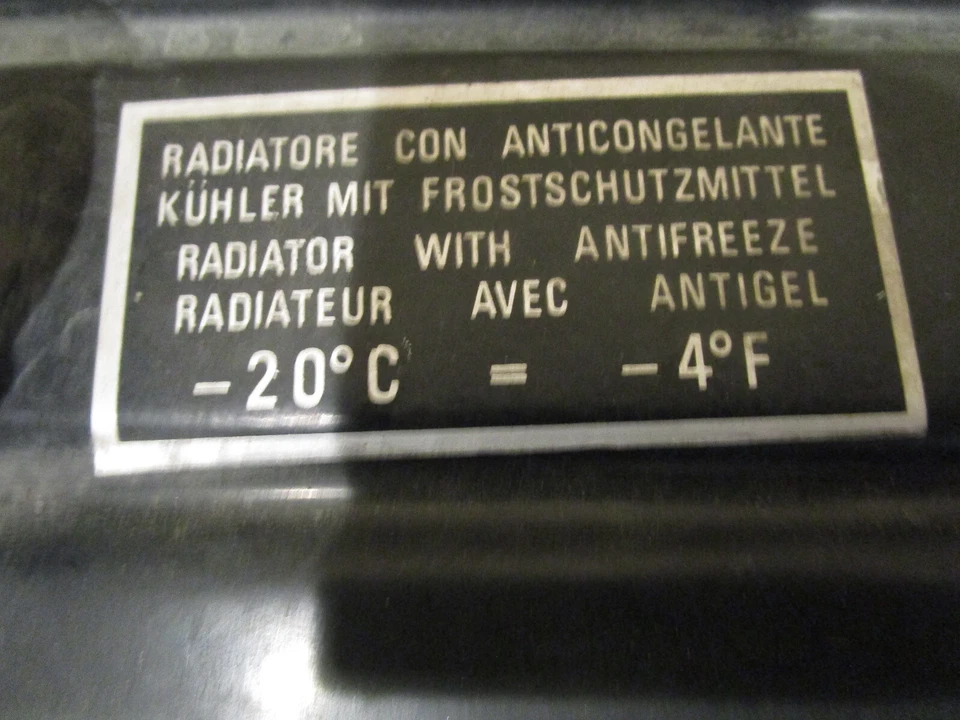 RADIATORE CON ANTICONGELANTE
KÜHLER MIT FROSTSCHUTZMITTEL
RADIATOR WITH ANTIFREEZE
RADIATEUR AVEC ANTIGEL
-20°C = -4°F